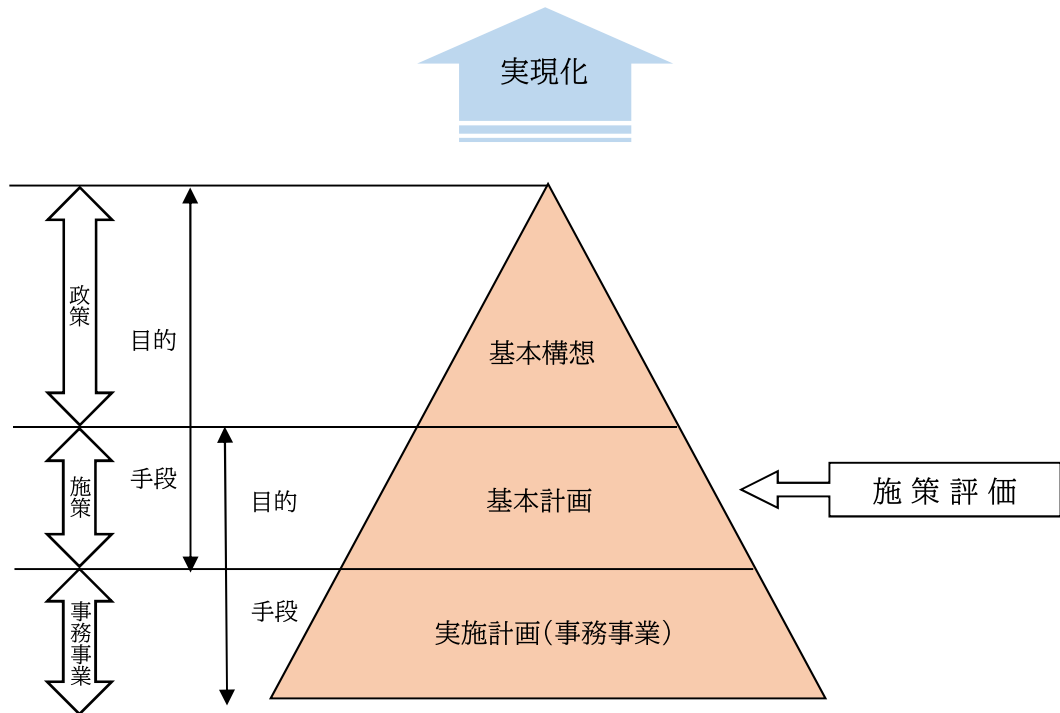 実現化
政策
目的
基本構想
手段
施策
目的
基本計画
施策評価
事務事業
手段
実施計画(事務事業)